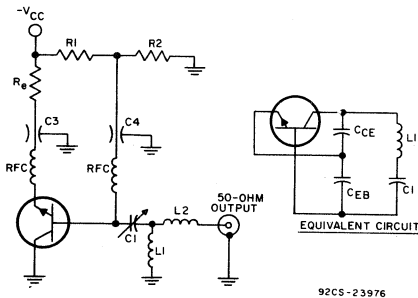 -VCC
R1
R2
Re
C3
C4
RFC
RFC
CCE
L1
CEB
C1
50-OHM
OUTPUT
L2
C1
L1
EQUIVALENT CIRCUIT
92CS-23976